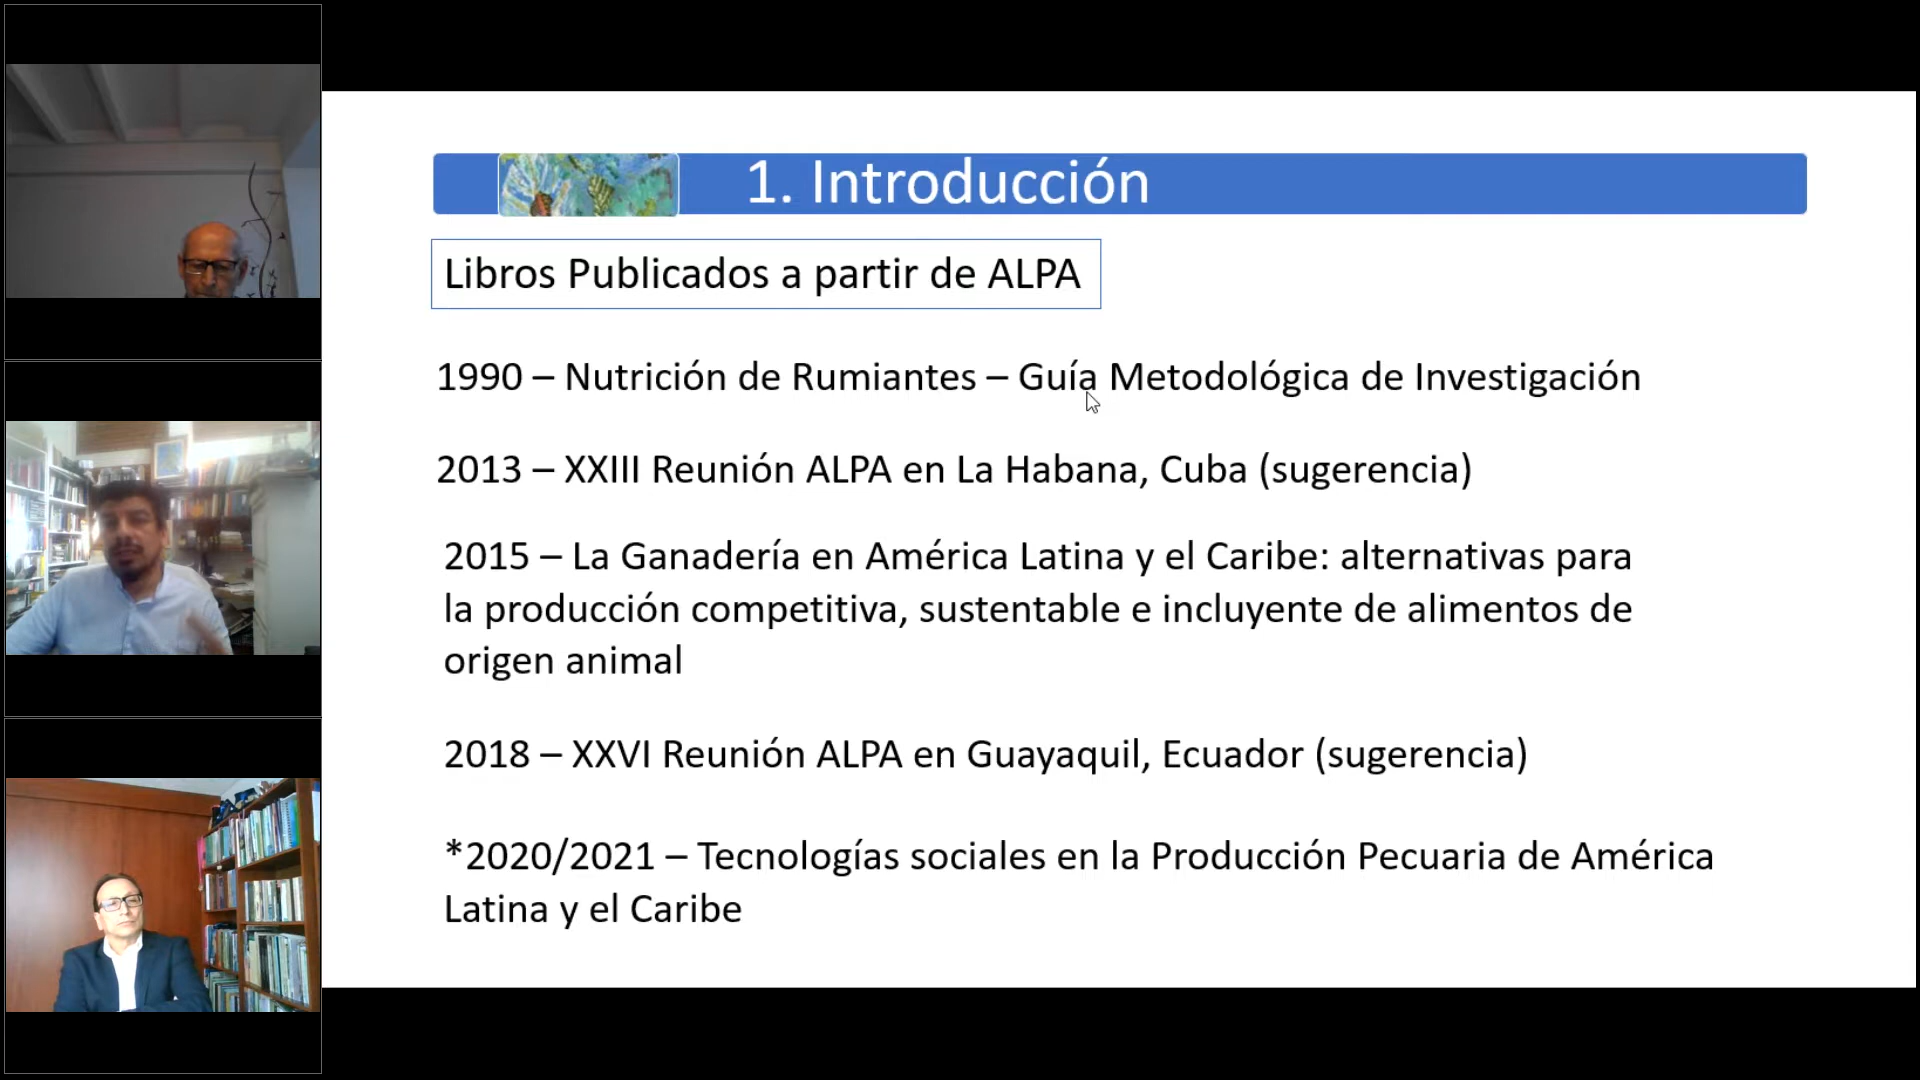 1. Introducción
Libros Publicados a partir de ALPA
1990 – Nutrición de Rumiantes – Guía Metodológica de Investigación
2013 – XXIII Reunión ALPA en La Habana, Cuba (sugerencia)
2015 – La Ganadería en América Latina y el Caribe: alternativas para
la producción competitiva, sustentable e incluyente de alimentos de
origen animal
2018 – XXVI Reunión ALPA en Guayaquil, Ecuador (sugerencia)
*2020/2021 – Tecnologías sociales en la Producción Pecuaria de América
Latina y el Caribe